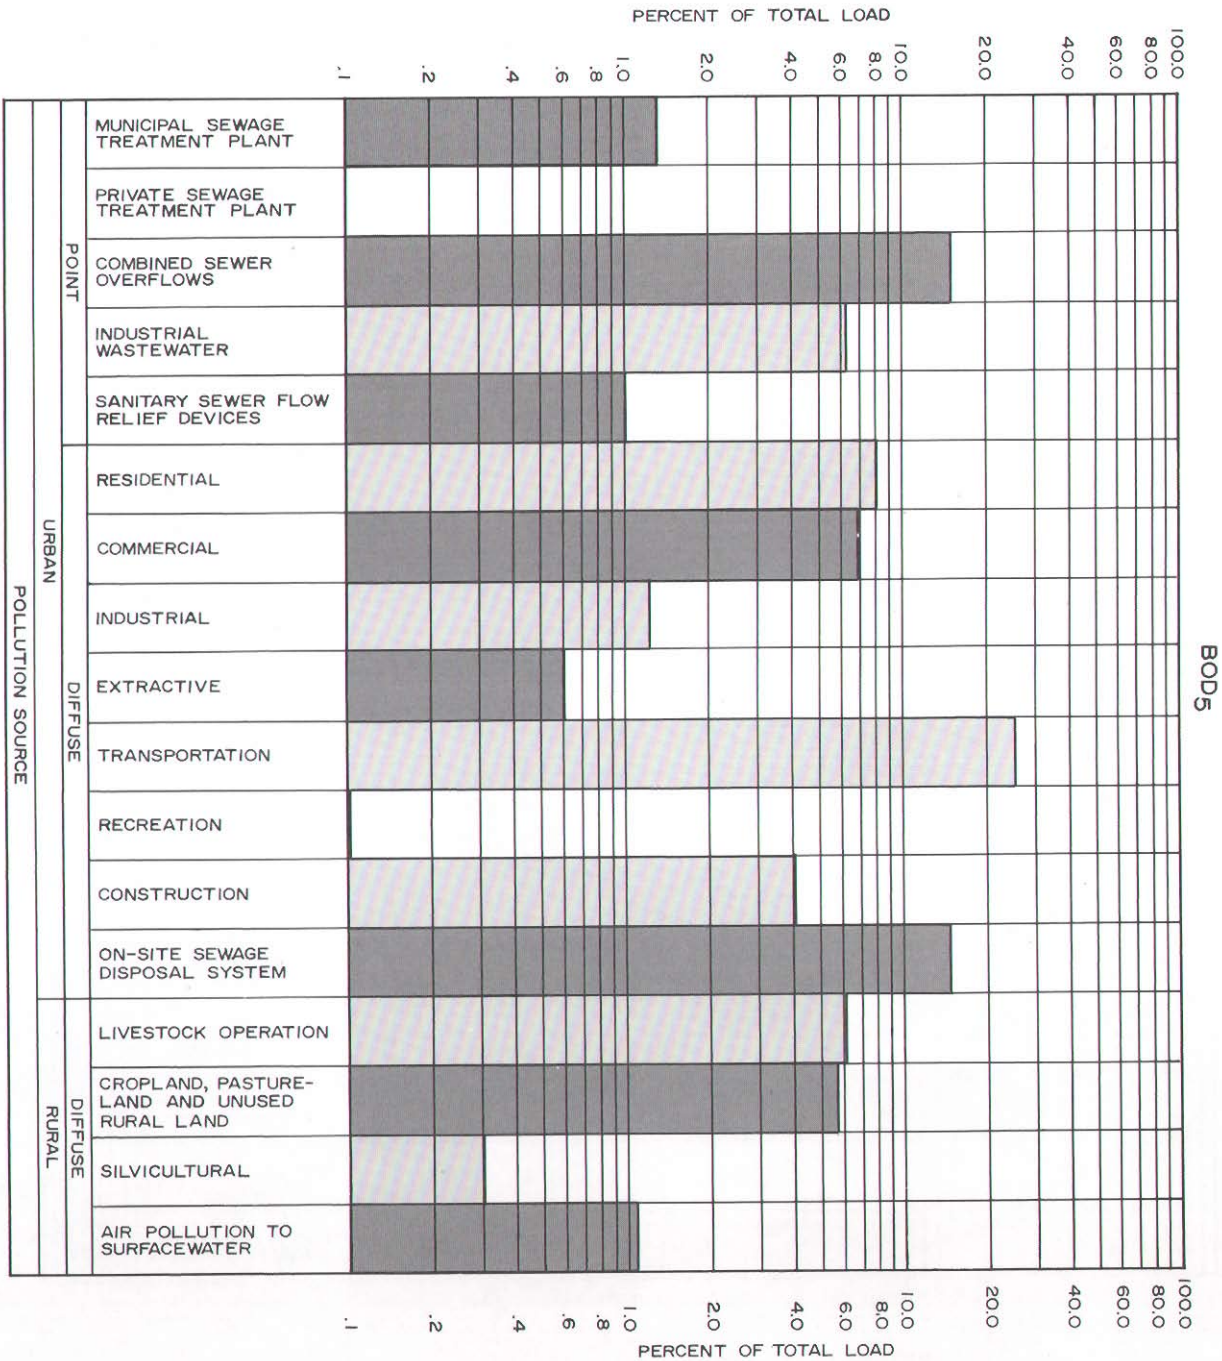 BOD5
PERCENT OF TOTAL LOAD
.1 .2 .4 .6 .8 1.0 2.0 4.0 6.0 8.0 10.0 20.0 40.0 60.0 80.0 100.0
MUNICIPAL SEWAGE
TREATMENT PLANT
PRIVATE SEWAGE
TREATMENT PLANT
COMBINED SEWER
OVERFLOWS
INDUSTRIAL
WASTEWATER
SANITARY SEWER FLOW
RELIEF DEVICES
POINT
RESIDENTIAL
COMMERCIAL
INDUSTRIAL
EXTRACTIVE
TRANSPORTATION
RECREATION
CONSTRUCTION
ON-SITE SEWAGE
DISPOSAL SYSTEM
DIFFUSE
URBAN
LIVESTOCK OPERATION
CROPLAND, PASTURE-
LAND AND UNUSED
RURAL LAND
SILVICULTURAL
AIR POLLUTION TO
SURFACEWATER
DIFFUSE
RURAL
POLLUTION SOURCE
.1 .2 .4 .6 .8 1.0 2.0 4.0 6.0 8.0 10.0 20.0 40.0 60.0 80.0 100.0
PERCENT OF TOTAL LOAD